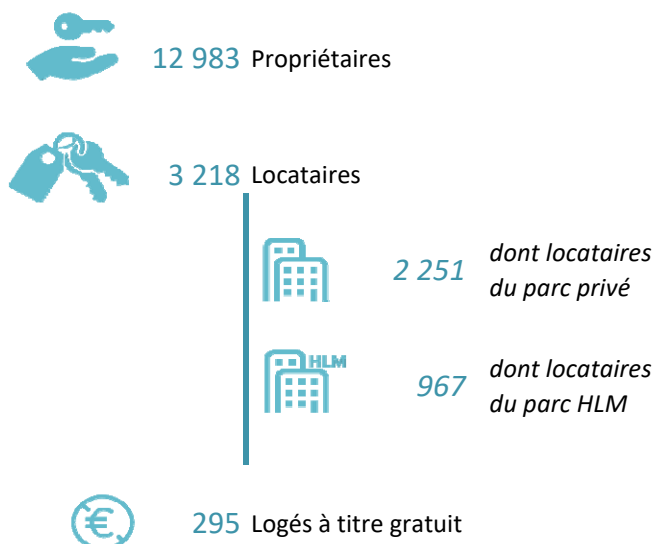 12 983 Propriétaires
3 218 Locataires
2 251 dont locataires
du parc privé
HLM
967 dont locataires
du parc HLM
€
295 Logés à titre gratuit